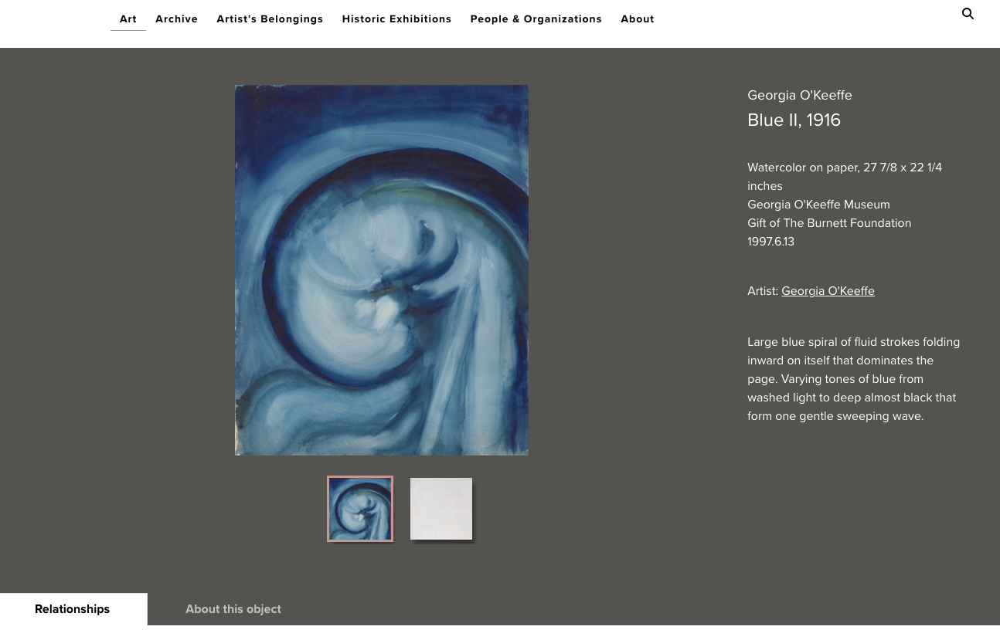 Art Archive Artist's Belongings Historic Exhibitions People & Organizations About
Georgia O'Keeffe
Blue II, 1916
Watercolor on paper, 27 7/8 x 22 1/4
inches
Georgia O'Keeffe Museum
Gift of The Burnett Foundation
1997.6.13
Artist: Georgia O'Keeffe
Large blue spiral of fluid strokes folding
inward on itself that dominates the
page. Varying tones of blue from
washed light to deep almost black that
form one gentle sweeping wave.
Relationships About this object